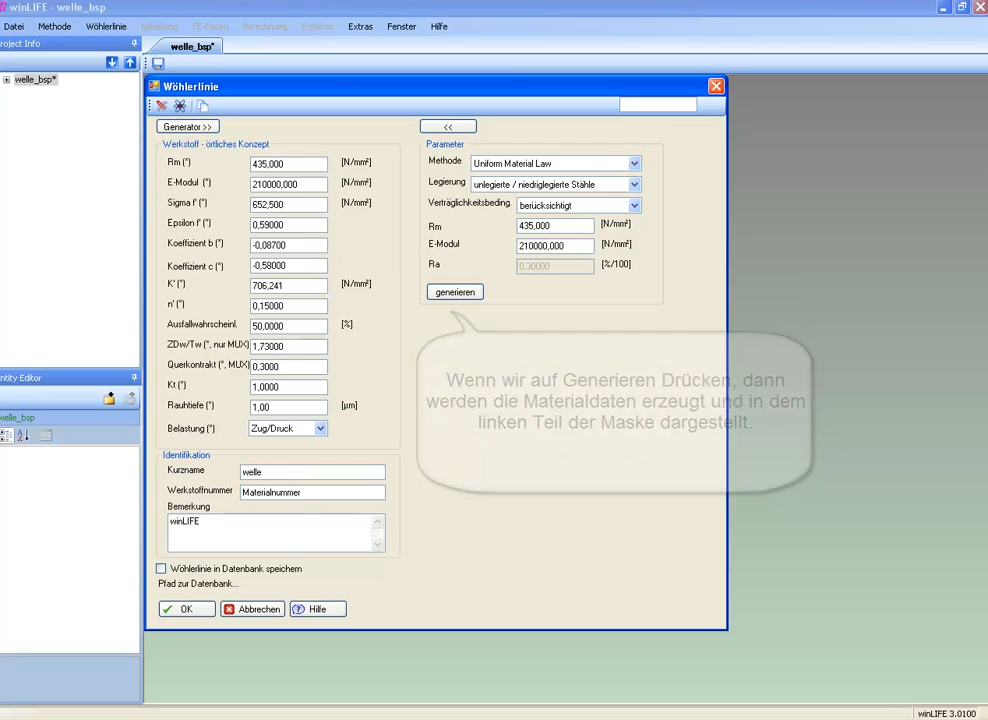 winLIFE - welle_bsp
Datei Methode Wöhlerlinie Belastung FE-Daten Berechnung Ergebnis Extras Fenster Hilfe
roject Info
welle_bsp*
welle_bsp*
Wöhlerlinie
Generator >>
<<
Werkstoff - örtliches Konzept
Rm (*) 435,000 [N/mm²]
E-Modul (*) 210000,000 [N/mm²]
Sigma f' (*) 652,500 [N/mm²]
Epsilon f' (*) 0,59000
Koeffizient b (*) -0,08700
Koeffizient c (*) -0,58000
K' (*) 706,241 [N/mm²]
n' (*) 0,15000
Ausfallwahrscheinl. 50,0000 [%]
ZDw/Tw (*, nur MUX) 1,73000
Querkontrakt (*, MUX) 0,3000
Kt (*) 1,0000
Rauhtiefe (*) 1,00 [µm]
Belastung (*) Zug/Druck
Parameter
Methode Uniform Material Law
Legierung unlegierte / niedriglegierte Stähle
Verträglichkeitsbeding. berücksichtigt
Rm 435,000 [N/mm²]
E-Modul 210000,000 [N/mm²]
Ra 0,30000 [%/100]
generieren
Wenn wir auf Generieren Drücken, dann
werden die Materialdaten erzeugt und in dem
linken Teil der Maske dargestellt.
Identifikation
Kurzname welle
Werkstoffnummer Materialnummer
Bemerkung
winLIFE
Wöhlerlinie in Datenbank speichern
Pfad zur Datenbank...
OK Abbrechen Hilfe
ntity Editor
welle_bsp
winLIFE 3.0100